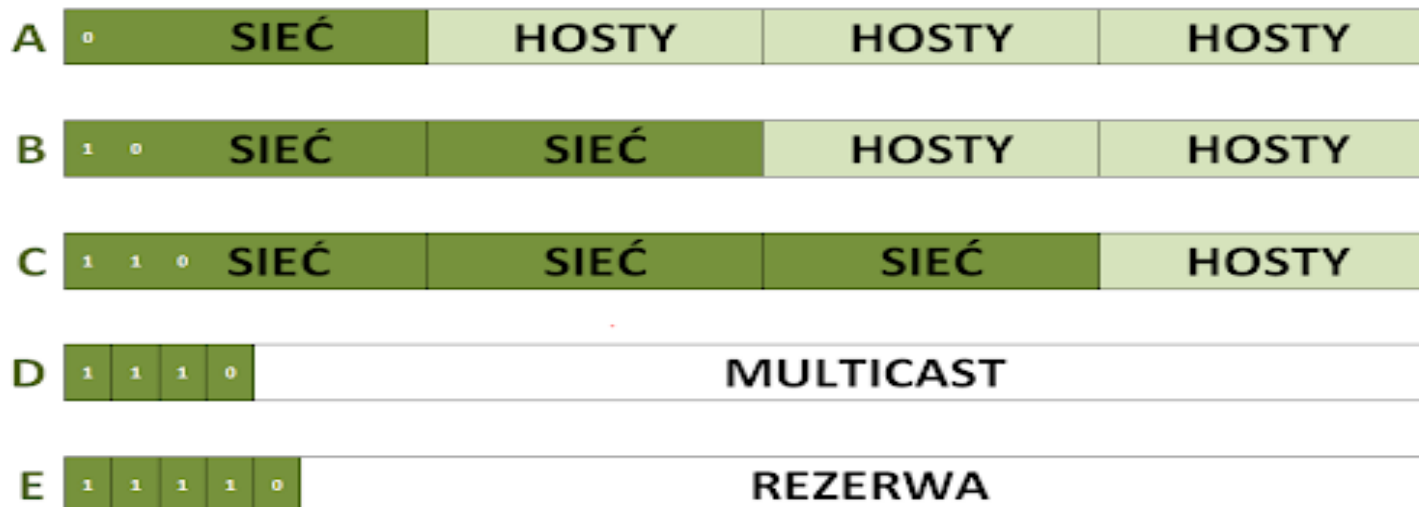 A 0 SIEĆ HOSTY HOSTY HOSTY
B 1 0 SIEĆ SIEĆ HOSTY HOSTY
C 1 1 0 SIEĆ SIEĆ SIEĆ HOSTY
D 1 1 1 0 MULTICAST
E 1 1 1 1 0 REZERWA